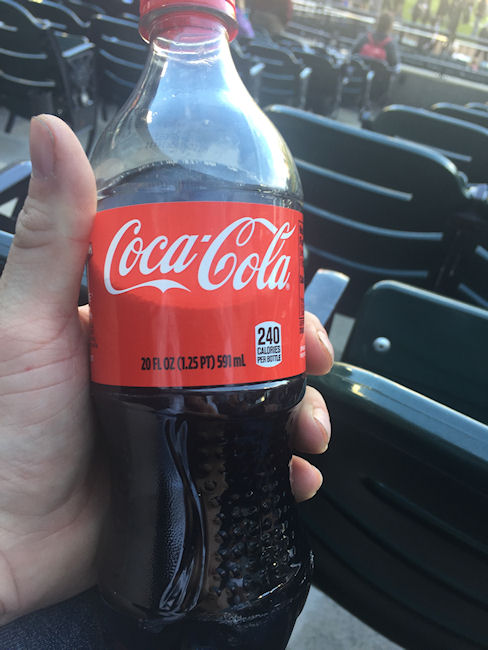 Coca-Cola
240
CALORIES
PER BOTTLE
20 FL OZ (1.25 PT) 591 mL